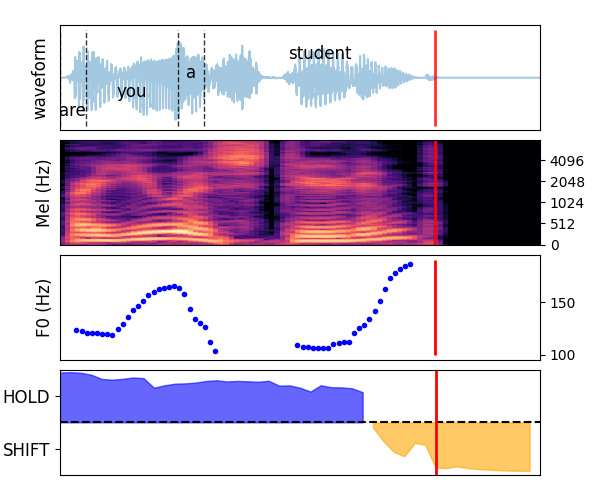 waveform
are
you
a
student
Mel (Hz)
4096
2048
1024
512
0
F0 (Hz)
150
100
HOLD
SHIFT